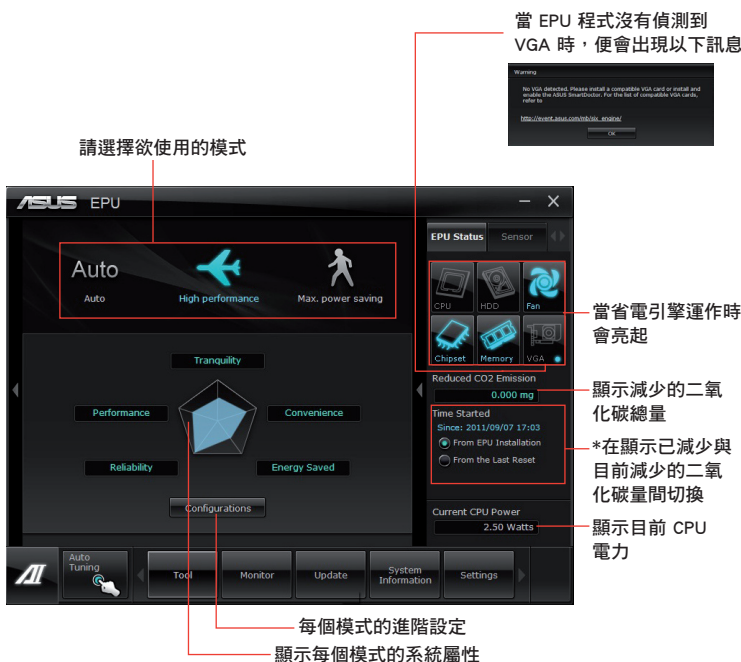 當 EPU 程式沒有偵測到
VGA 時，便會出現以下訊息
Warning
No VGA detected. Please install a compatible VGA card or install and
enable the ASUS SmartDoctor. For the list of compatible VGA cards,
refer to
http://event.asus.com/mb/six_engine/
OK
請選擇欲使用的模式
ASUS EPU
EPU Status
Sensor
Auto
Auto
High performance
Max. power saving
CPU
HDD
Fan
Chipset
Memory
VGA
當省電引擎運作時
會亮起
Tranquility
Performance
Convenience
Reliability
Energy Saved
Configurations
Reduced CO2 Emission
0.000 mg
顯示減少的二氧
化碳總量
Time Started
Since: 2011/09/07 17:03
From EPU Installation
From the Last Reset
*在顯示已減少與
目前減少的二氧
化碳量間切換
Current CPU Power
2.50 Watts
顯示目前 CPU
電力
Auto
Tuning
Tool
Monitor
Update
System
Information
Settings
每個模式的進階設定
顯示每個模式的系統屬性